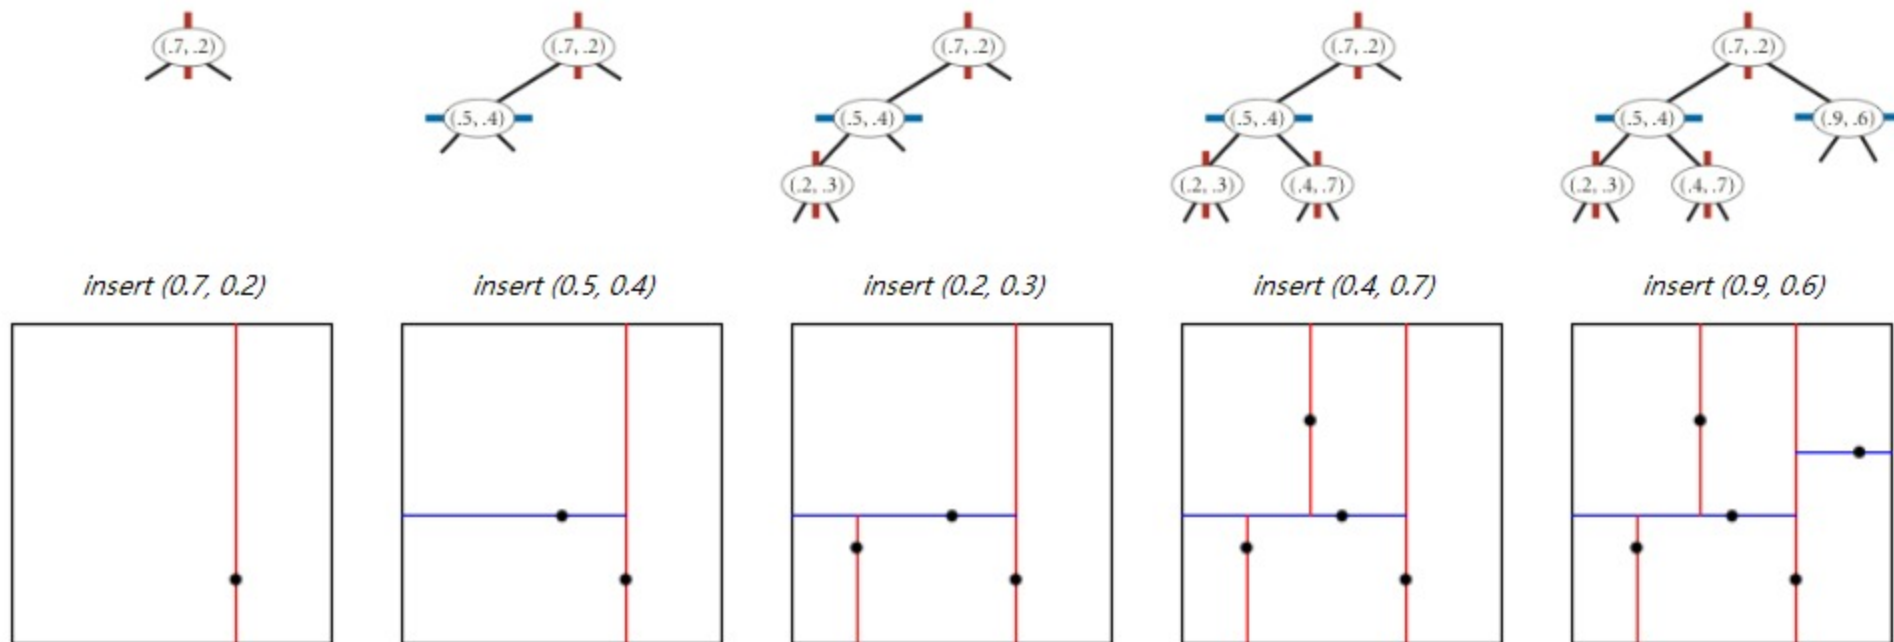 (.7, .2)
(.7, .2)
(.5, .4)
(.7, .2)
(.5, .4)
(.2, .3)
(.7, .2)
(.5, .4)
(.2, .3) (.4, .7)
(.7, .2)
(.5, .4) (.9, .6)
(.2, .3) (.4, .7)
insert (0.7, 0.2)
insert (0.5, 0.4)
insert (0.2, 0.3)
insert (0.4, 0.7)
insert (0.9, 0.6)